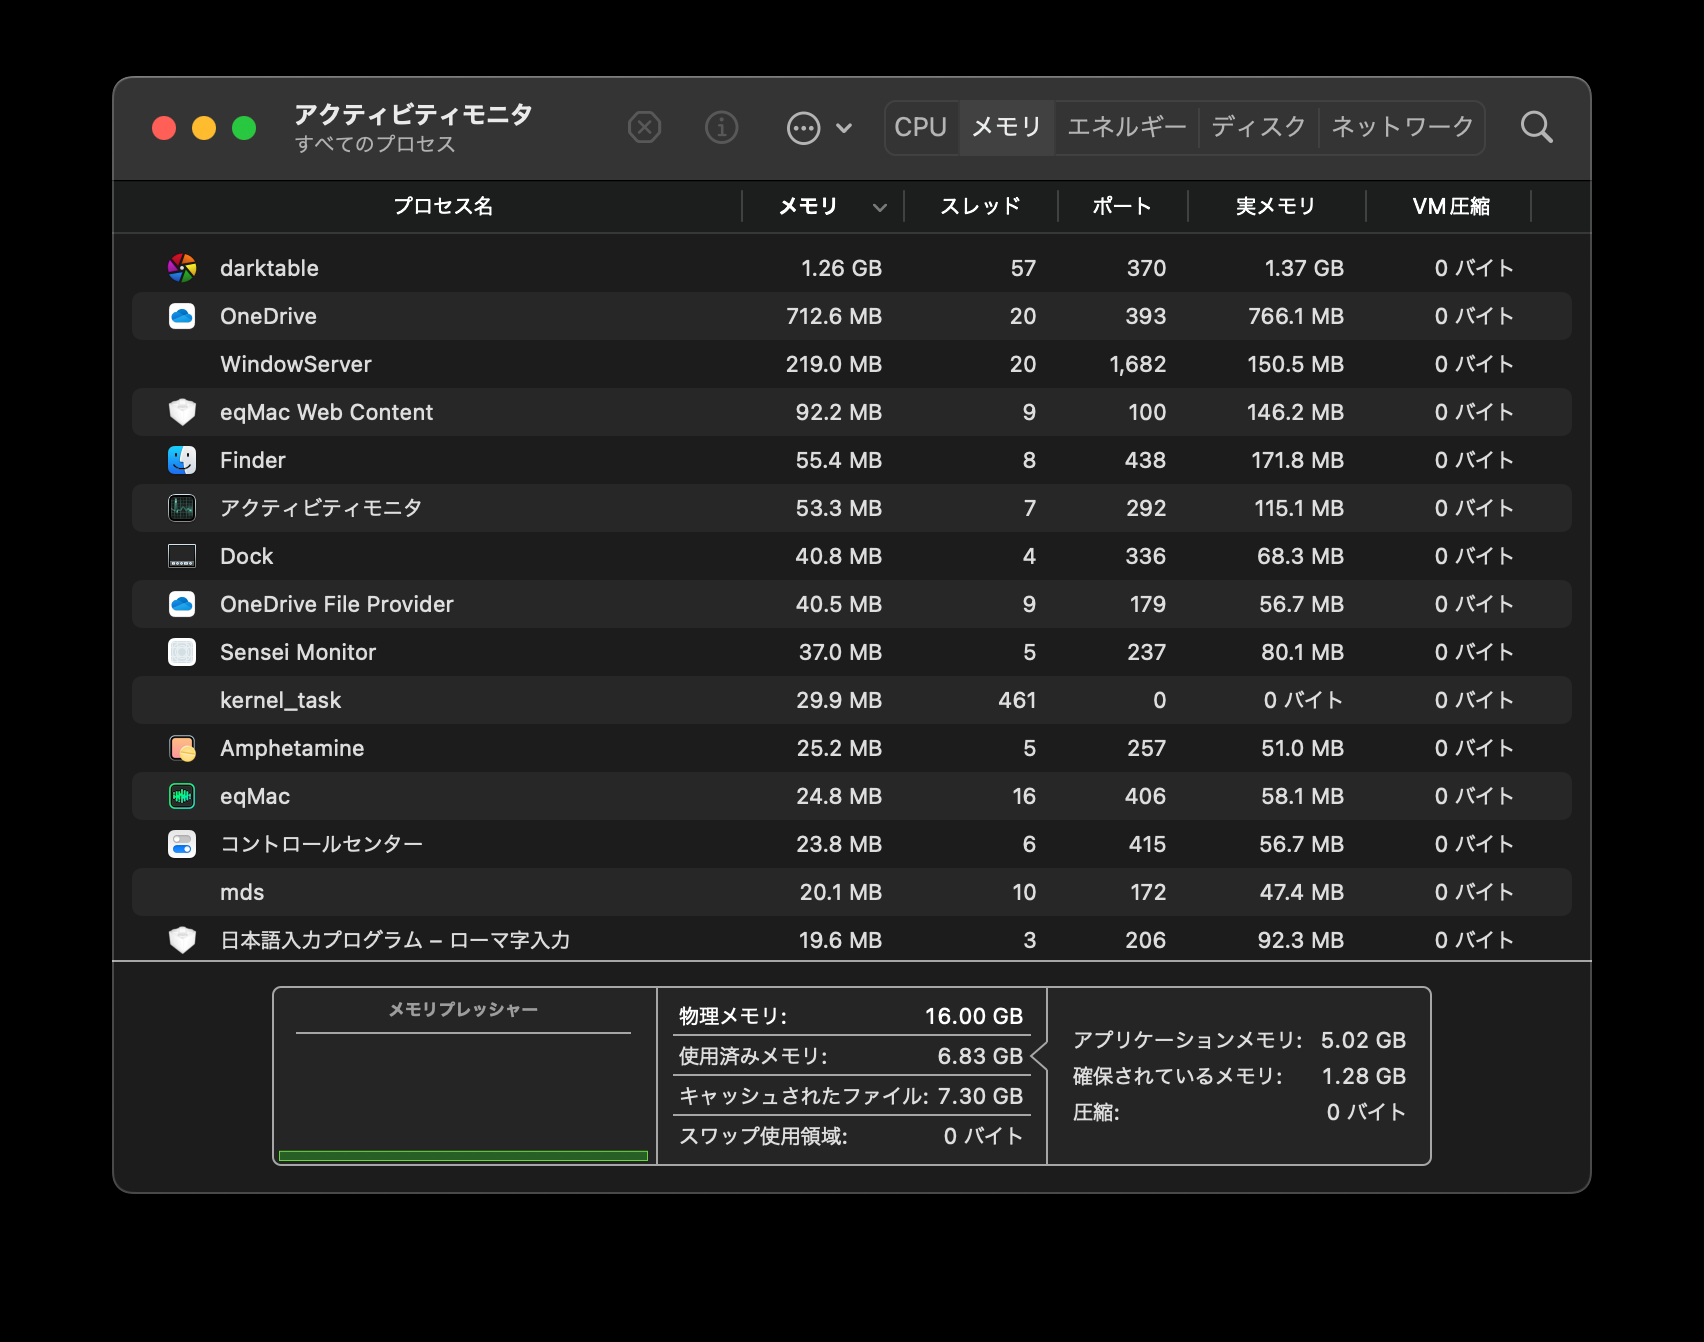 アクティビティモニタ
すべてのプロセス
CPU メモリ エネルギー ディスク ネットワーク
プロセス名 メモリ スレッド ポート 実メモリ VM圧縮
darktable 1.26 GB 57 370 1.37 GB 0 バイト
OneDrive 712.6 MB 20 393 766.1 MB 0 バイト
WindowServer 219.0 MB 20 1,682 150.5 MB 0 バイト
eqMac Web Content 92.2 MB 9 100 146.2 MB 0 バイト
Finder 55.4 MB 8 438 171.8 MB 0 バイト
アクティビティモニタ 53.3 MB 7 292 115.1 MB 0 バイト
Dock 40.8 MB 4 336 68.3 MB 0 バイト
OneDrive File Provider 40.5 MB 9 179 56.7 MB 0 バイト
Sensei Monitor 37.0 MB 5 237 80.1 MB 0 バイト
kernel_task 29.9 MB 461 0 0 バイト 0 バイト
Amphetamine 25.2 MB 5 257 51.0 MB 0 バイト
eqMac 24.8 MB 16 406 58.1 MB 0 バイト
コントロールセンター 23.8 MB 6 415 56.7 MB 0 バイト
mds 20.1 MB 10 172 47.4 MB 0 バイト
日本語入力プログラム – ローマ字入力 19.6 MB 3 206 92.3 MB 0 バイト
メモリプレッシャー
物理メモリ: 16.00 GB
使用済みメモリ: 6.83 GB
キャッシュされたファイル: 7.30 GB
スワップ使用領域: 0 バイト
アプリケーションメモリ: 5.02 GB
確保されているメモリ: 1.28 GB
圧縮: 0 バイト